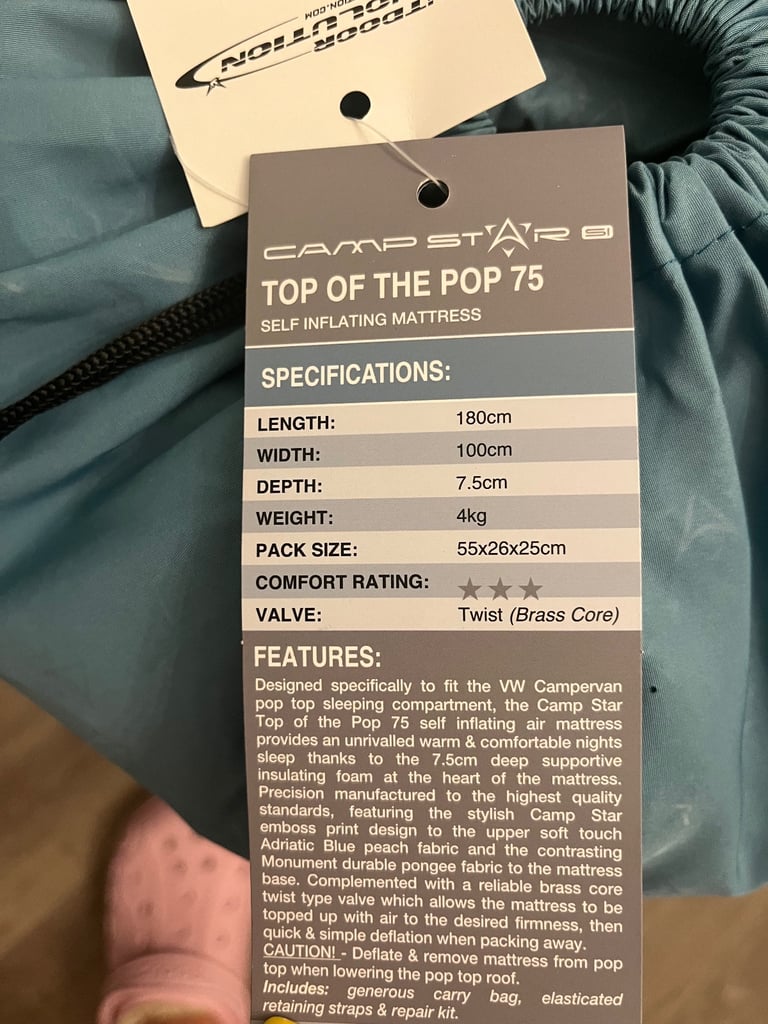 OUTDOOR
REVOLUTION
CAMP STAR SI
TOP OF THE POP 75
SELF INFLATING MATTRESS
SPECIFICATIONS:
LENGTH: 180cm
WIDTH: 100cm
DEPTH: 7.5cm
WEIGHT: 4kg
PACK SIZE: 55x26x25cm
COMFORT RATING: ★★★
VALVE: Twist (Brass Core)
FEATURES:
Designed specifically to fit the VW Campervan
pop top sleeping compartment, the Camp Star
Top of the Pop 75 self inflating air mattress
provides an unrivalled warm & comfortable nights
sleep thanks to the 7.5cm deep supportive
insulating foam at the heart of the mattress.
Precision manufactured to the highest quality
standards, featuring the stylish Camp Star
emboss print design to the upper soft touch
Adriatic Blue peach fabric and the contrasting
Monument durable pongee fabric to the mattress
base. Complemented with a reliable brass core
twist type valve which allows the mattress to be
topped up with air to the desired firmness, then
quick & simple deflation when packing away.
CAUTION! - Deflate & remove mattress from pop
top when lowering the pop top roof.
Includes: generous carry bag, elasticated
retaining straps & repair kit.